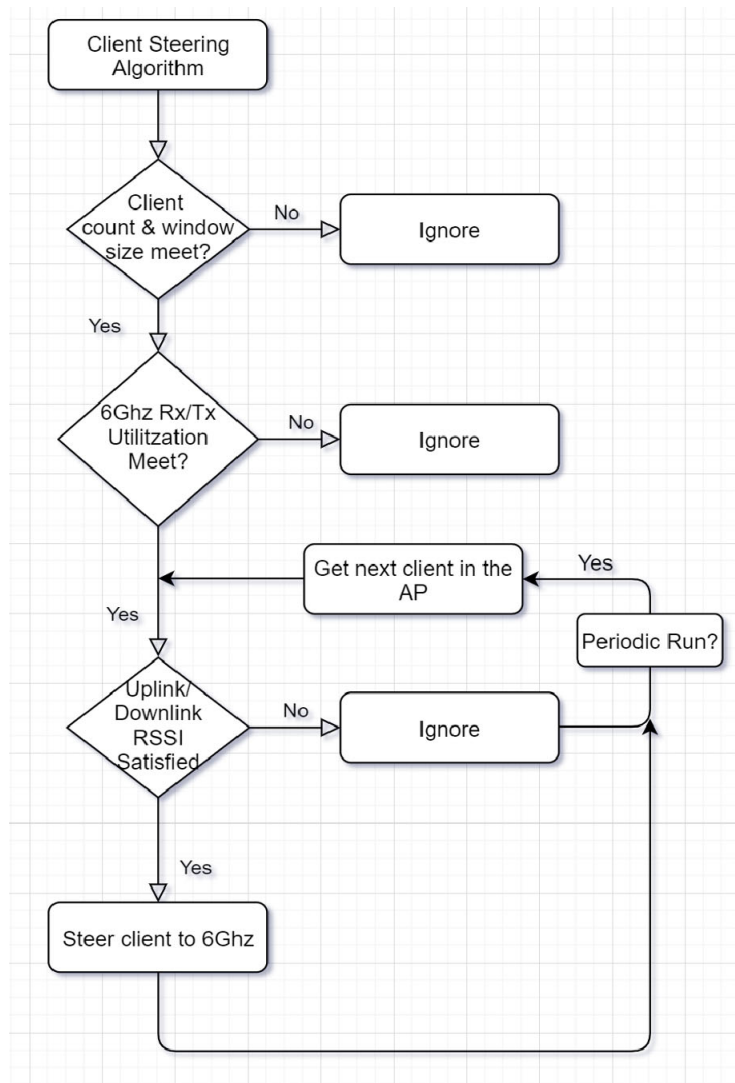 Client Steering
Algorithm
Client
count & window
size meet?
No
Ignore
Yes
6Ghz Rx/Tx
Utilitzation
Meet?
No
Ignore
Get next client in the
AP
Yes
Periodic Run?
Yes
Uplink/
Downlink
RSSI
Satisfied
No
Ignore
Yes
Steer client to 6Ghz